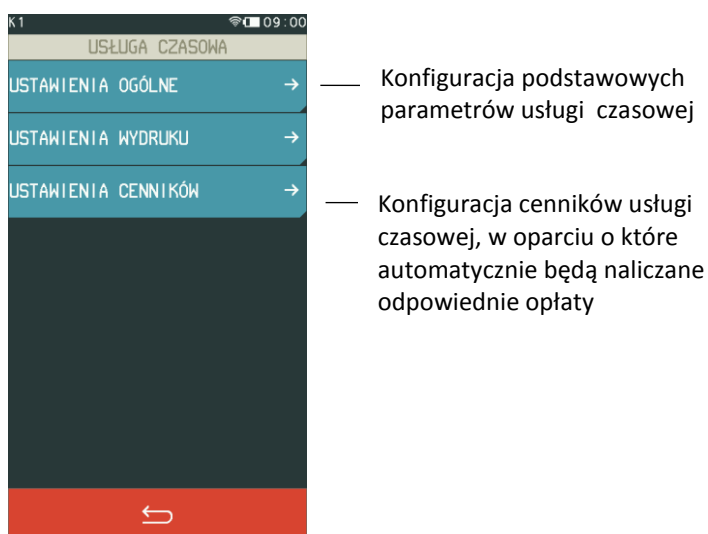 K1 09:00
USŁUGA CZASOWA
USTAWIENIA OGÓLNE
Konfiguracja podstawowych
parametrów usługi czasowej
USTAWIENIA WYDRUKU
USTAWIENIA CENNIKÓW
Konfiguracja cenników usługi
czasowej, w oparciu o które
automatycznie będą naliczane
odpowiednie opłaty